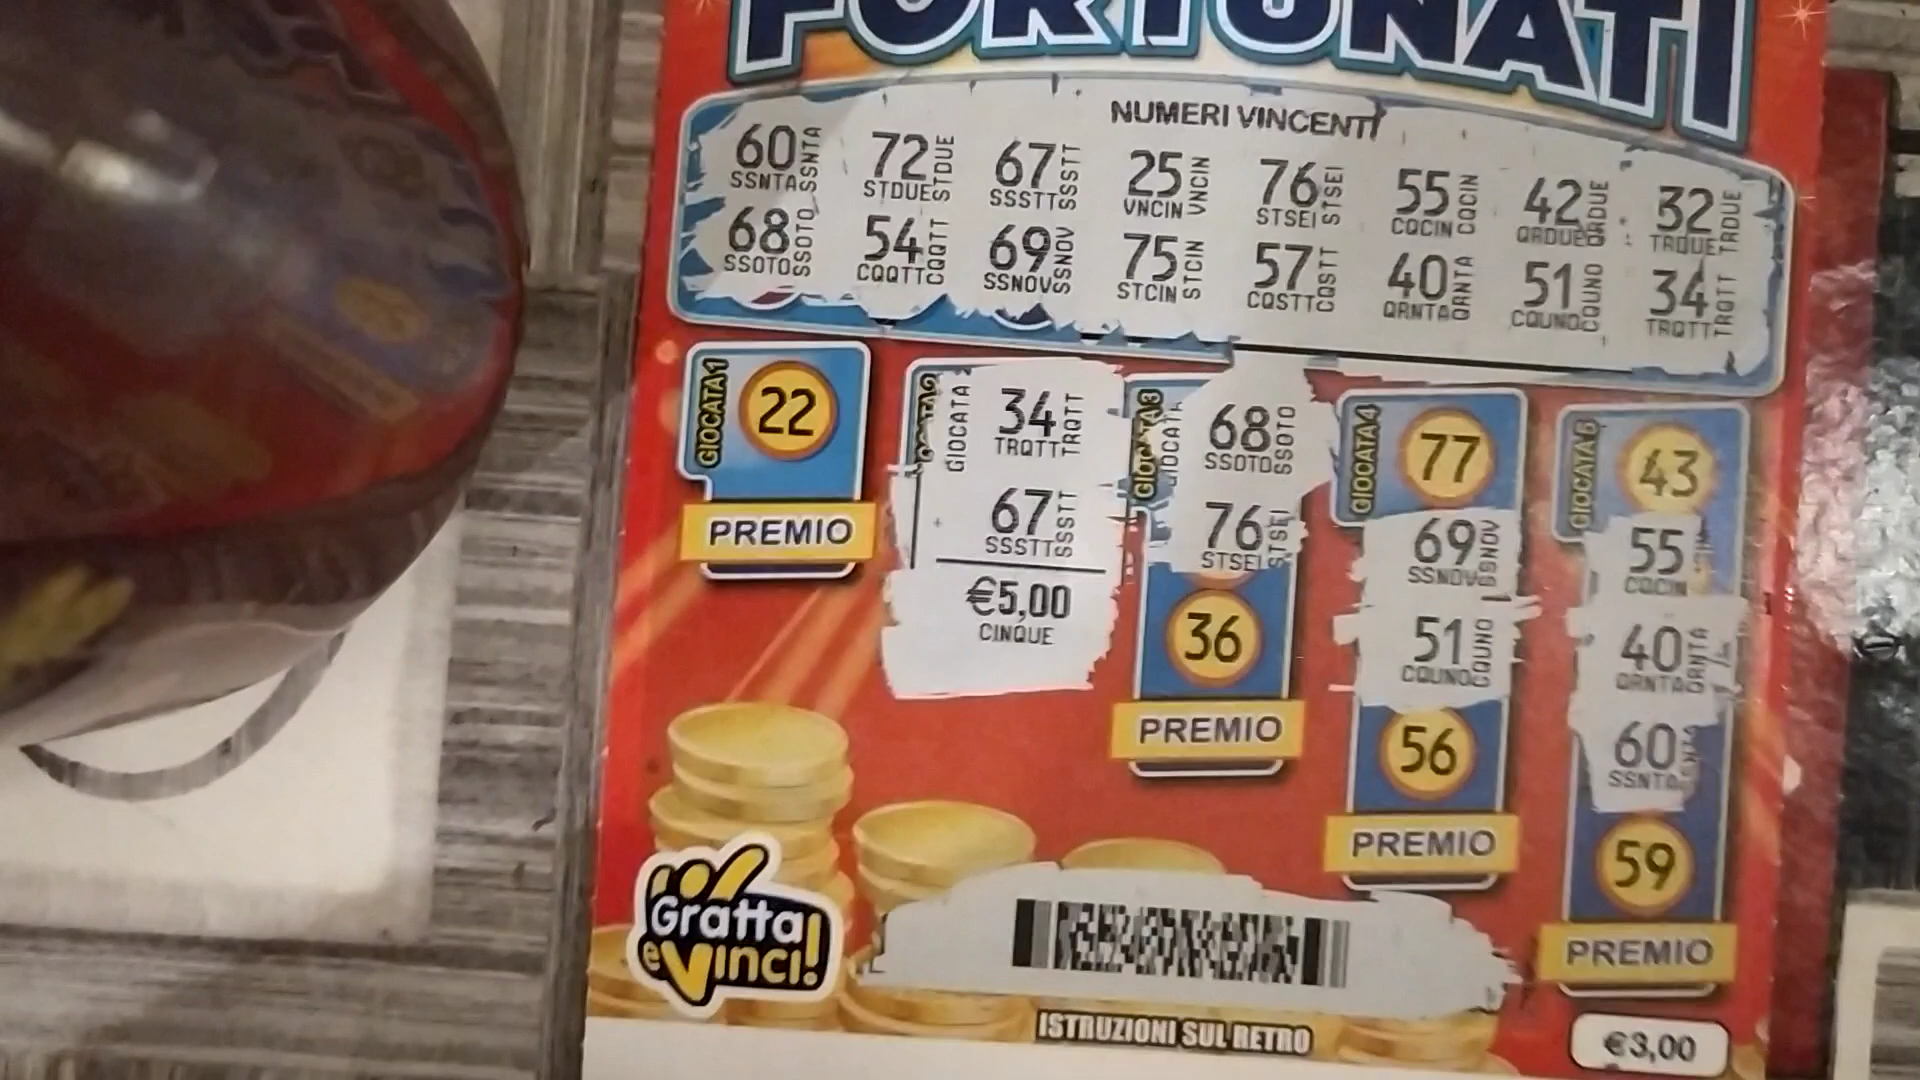 FORTUNATI
NUMERI VINCENTI
60 72 67 25 76 55 42 32
SSNTA SSNTA STDUE STDUE SSSTT SSSTT VNCIN VNCIN STSEI STSEI CQCIN CQCIN QRDUE QRDUE TRDUE TRDUE
68 54 69 75 57 40 51 34
SSOTO SSOTO CQQTT CQQTT SSNOV SSNOV STCIN STCIN CQSTT CQSTT QRNTA QRNTA CQUNO CQUNO TRQTT TRQTT
GIOCATA 1
22
PREMIO
GIOCATA 2
34
TRQTT TRQTT
67
SSSTT SSSTT
€5,00
CINQUE
GIOCATA 3
68
SSOTO SSOTO
76
STSEI STSEI
36
PREMIO
GIOCATA 4
77
69
SSNOV SSNOV
51
CQUNO CQUNO
56
PREMIO
GIOCATA 5
43
55
CQCIN
40
QRNTA QRNTA
60
SSNTA
59
PREMIO
Gratta
e Vinci!
ISTRUZIONI SUL RETRO
€3,00